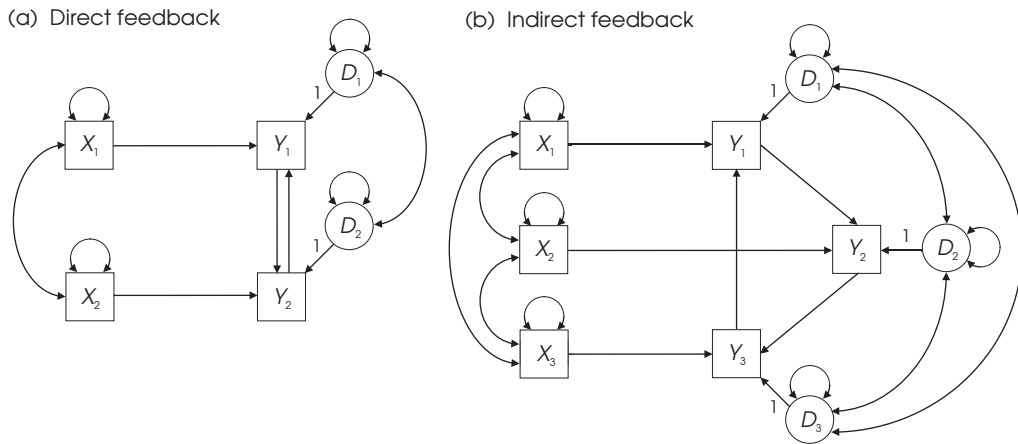 (a) Direct feedback
D₁
1
X₁
Y₁
D₂
1
X₂
Y₂
(b) Indirect feedback
D₁
1
X₁
Y₁
X₂
Y₂
1
D₂
X₃
Y₃
1
D₃